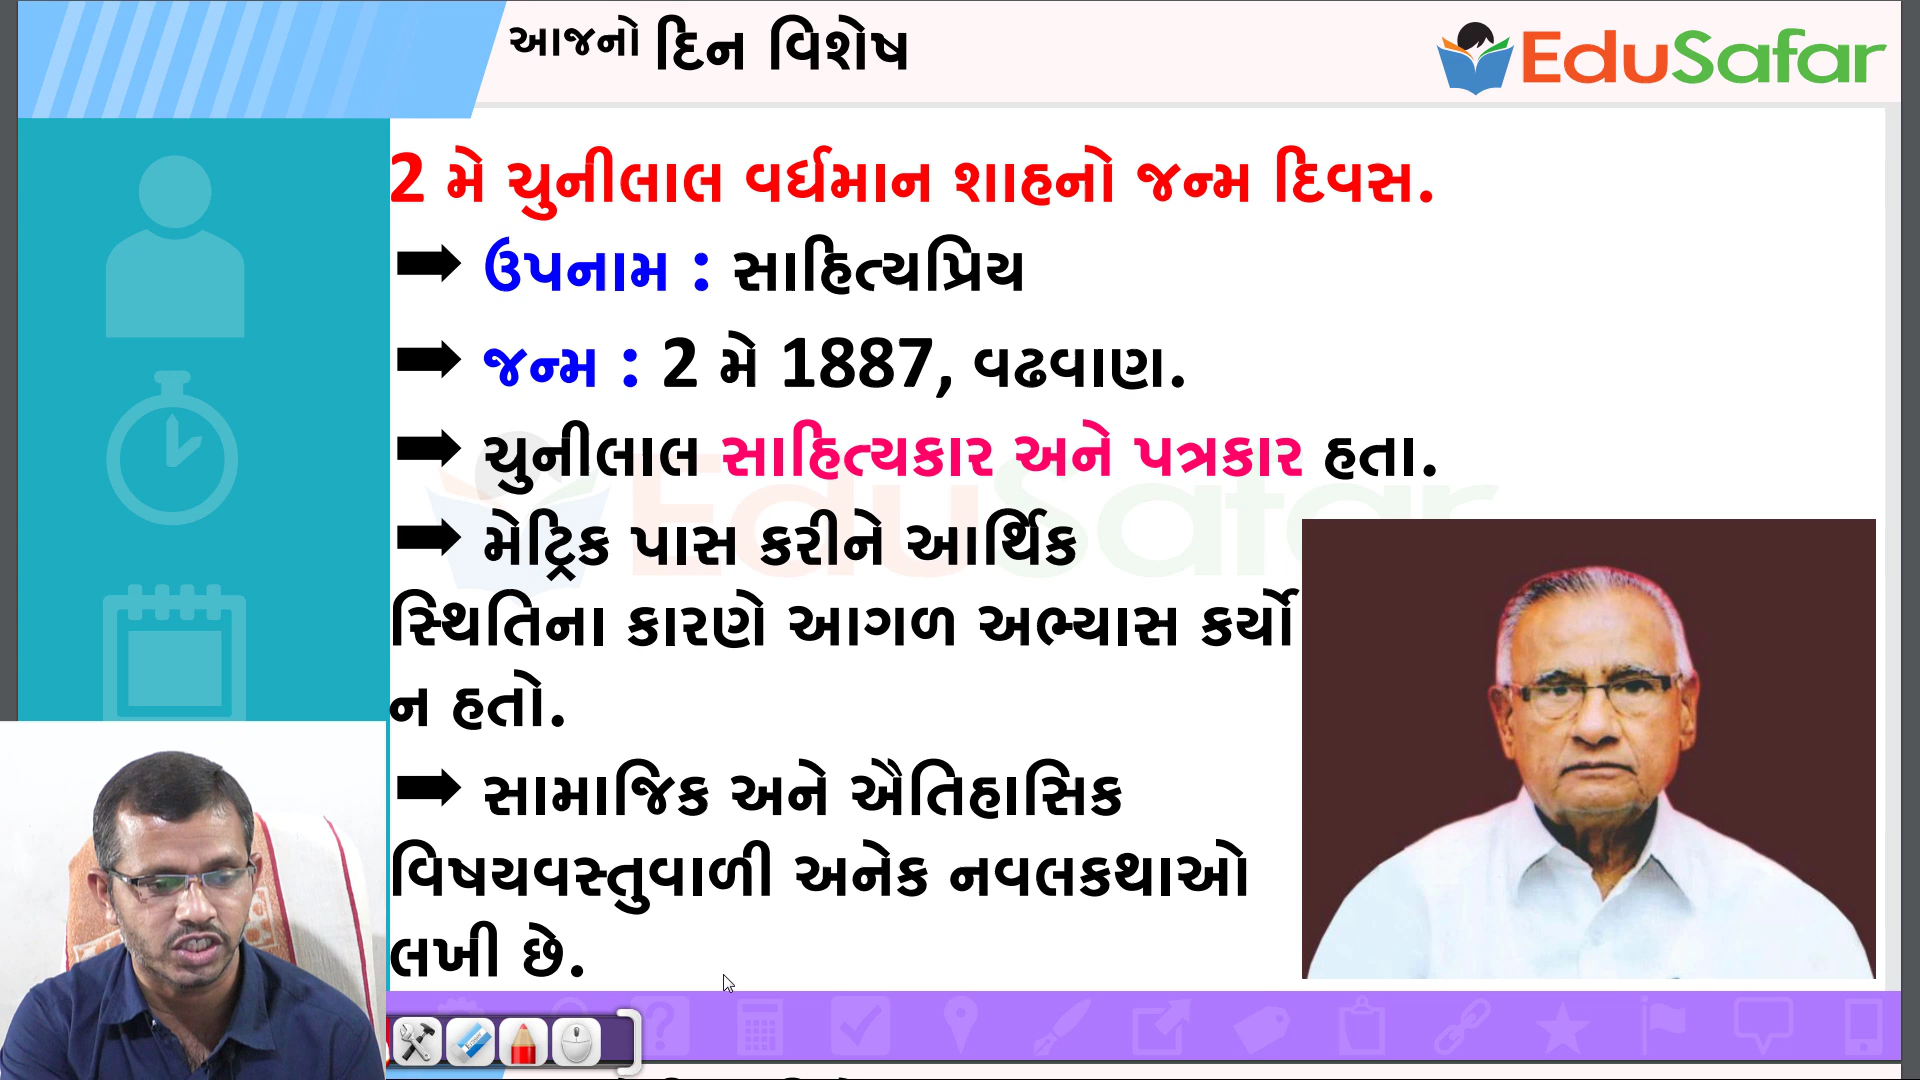 આજનો દિન વિશેષ
EduSafar
2 મે ચુનીલાલ વર્ધમાન શાહનો જન્મ દિવસ.
➡ ઉપનામ : સાહિત્યપ્રિય
➡ જન્મ : 2 મે 1887, વઢવાણ.
➡ ચુનીલાલ સાહિત્યકાર અને પત્રકાર હતા.
➡ મેટ્રિક પાસ કરીને આર્થિક
સ્થિતિના કારણે આગળ અભ્યાસ કર્યો
ન હતો.
➡ સામાજિક અને ઐતિહાસિક
વિષયવસ્તુવાળી અનેક નવલકથાઓ
લખી છે.
EduSafar